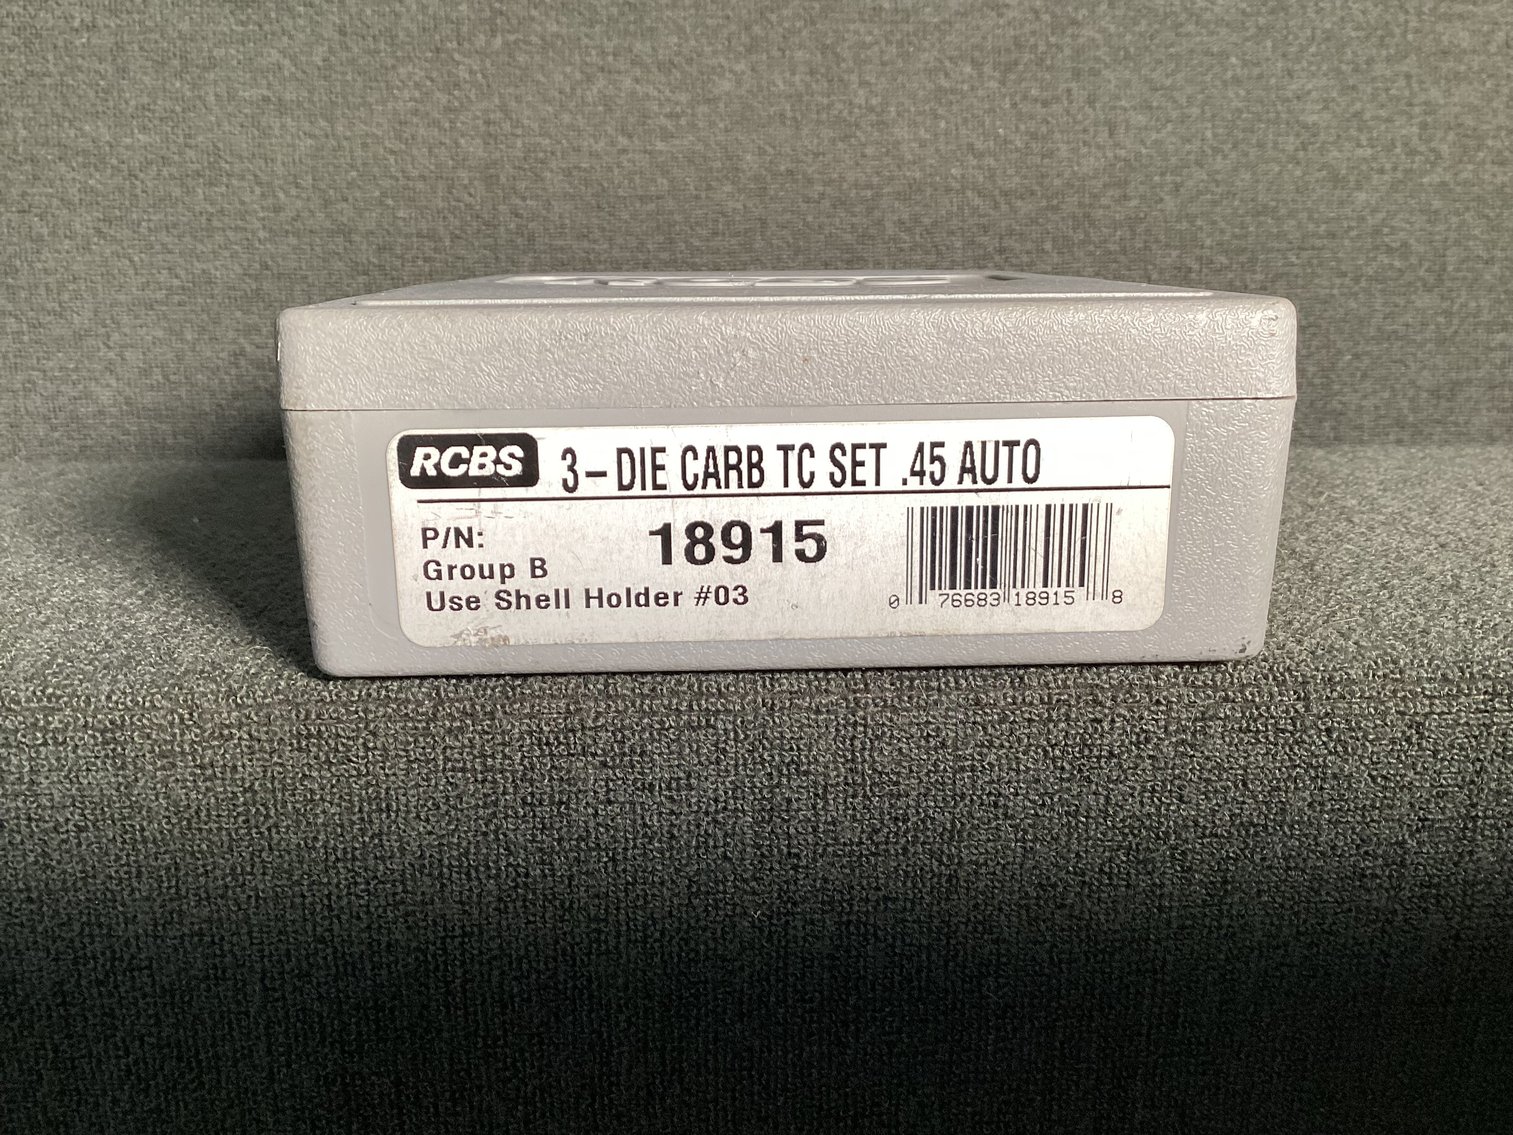 RCBS 3-DIE CARB TC SET .45 AUTO
P/N: 18915
Group B
Use Shell Holder #03
0 76683 18915 8